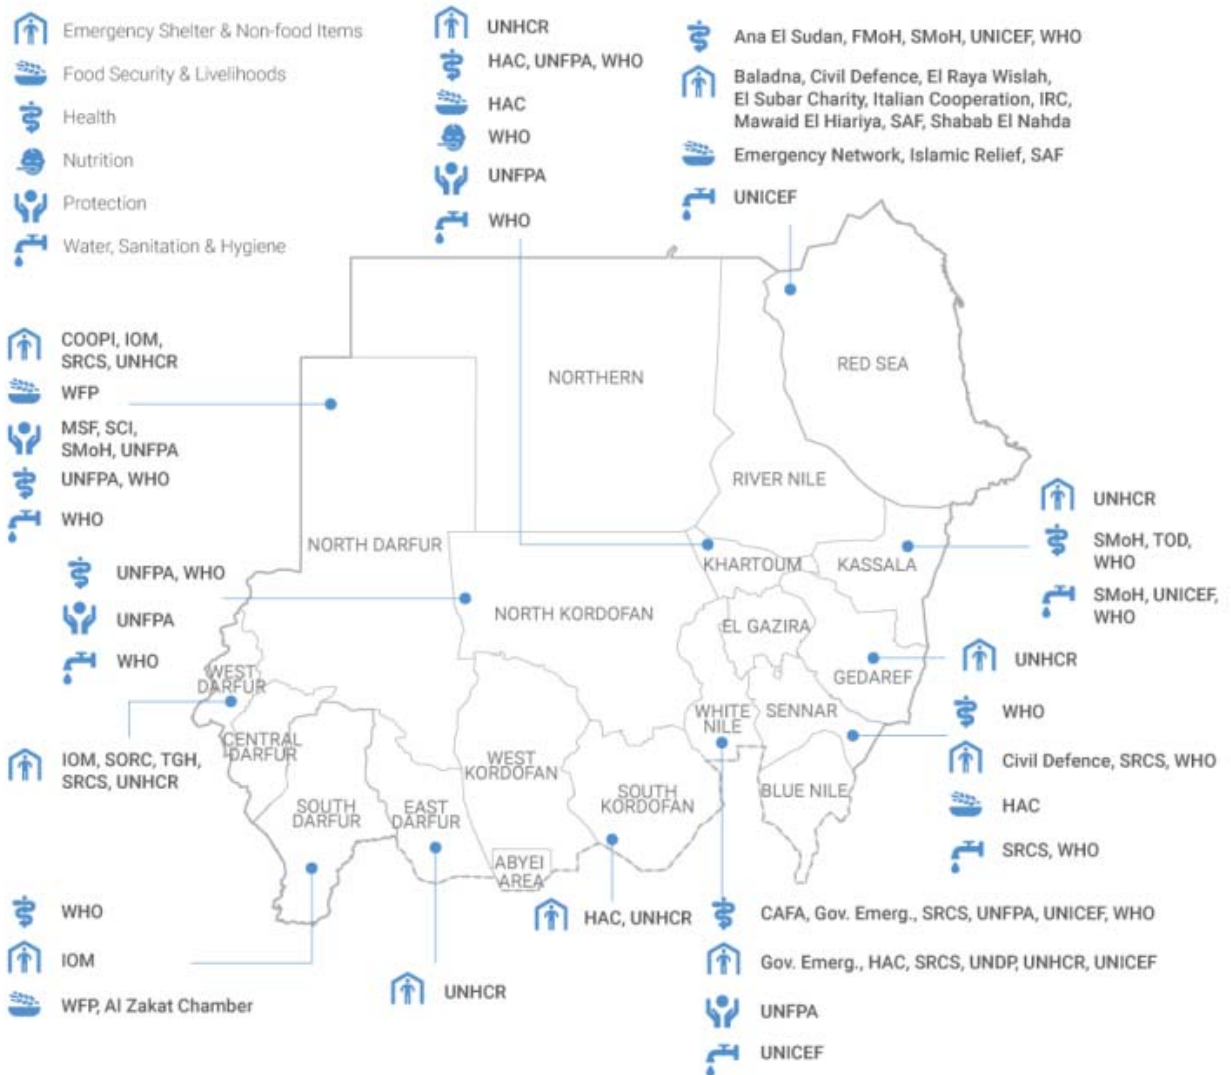 Emergency Shelter & Non-food Items
Food Security & Livelihoods
Health
Nutrition
Protection
Water, Sanitation & Hygiene
UNHCR
HAC, UNFPA, WHO
HAC
WHO
UNFPA
WHO
Ana El Sudan, FMoH, SMoH, UNICEF, WHO
Baladna, Civil Defence, El Raya Wislah,
El Subar Charity, Italian Cooperation, IRC,
Mawaid El Hiariya, SAF, Shabab El Nahda
Emergency Network, Islamic Relief, SAF
UNICEF
COOPI, IOM,
SRCS, UNHCR
WFP
MSF, SCI,
SMoH, UNFPA
UNFPA, WHO
WHO
UNFPA, WHO
UNFPA
WHO
IOM, SORC, TGH,
SRCS, UNHCR
WHO
IOM
WFP, Al Zakat Chamber
NORTHERN
RED SEA
RIVER NILE
NORTH DARFUR
KHARTOUM
KASSALA
NORTH KORDOFAN
EL GAZIRA
GEDAREF
WEST
DARFUR
CENTRAL
DARFUR
WHITE
NILE
SENNAR
WEST
KORDOFAN
SOUTH
KORDOFAN
BLUE NILE
SOUTH
DARFUR
EAST
DARFUR
ABYEI
AREA
UNHCR
SMoH, TOD,
WHO
SMoH, UNICEF,
WHO
UNHCR
WHO
Civil Defence, SRCS, WHO
HAC
SRCS, WHO
UNHCR
HAC, UNHCR
CAFA, Gov. Emerg., SRCS, UNFPA, UNICEF, WHO
Gov. Emerg., HAC, SRCS, UNDP, UNHCR, UNICEF
UNFPA
UNICEF